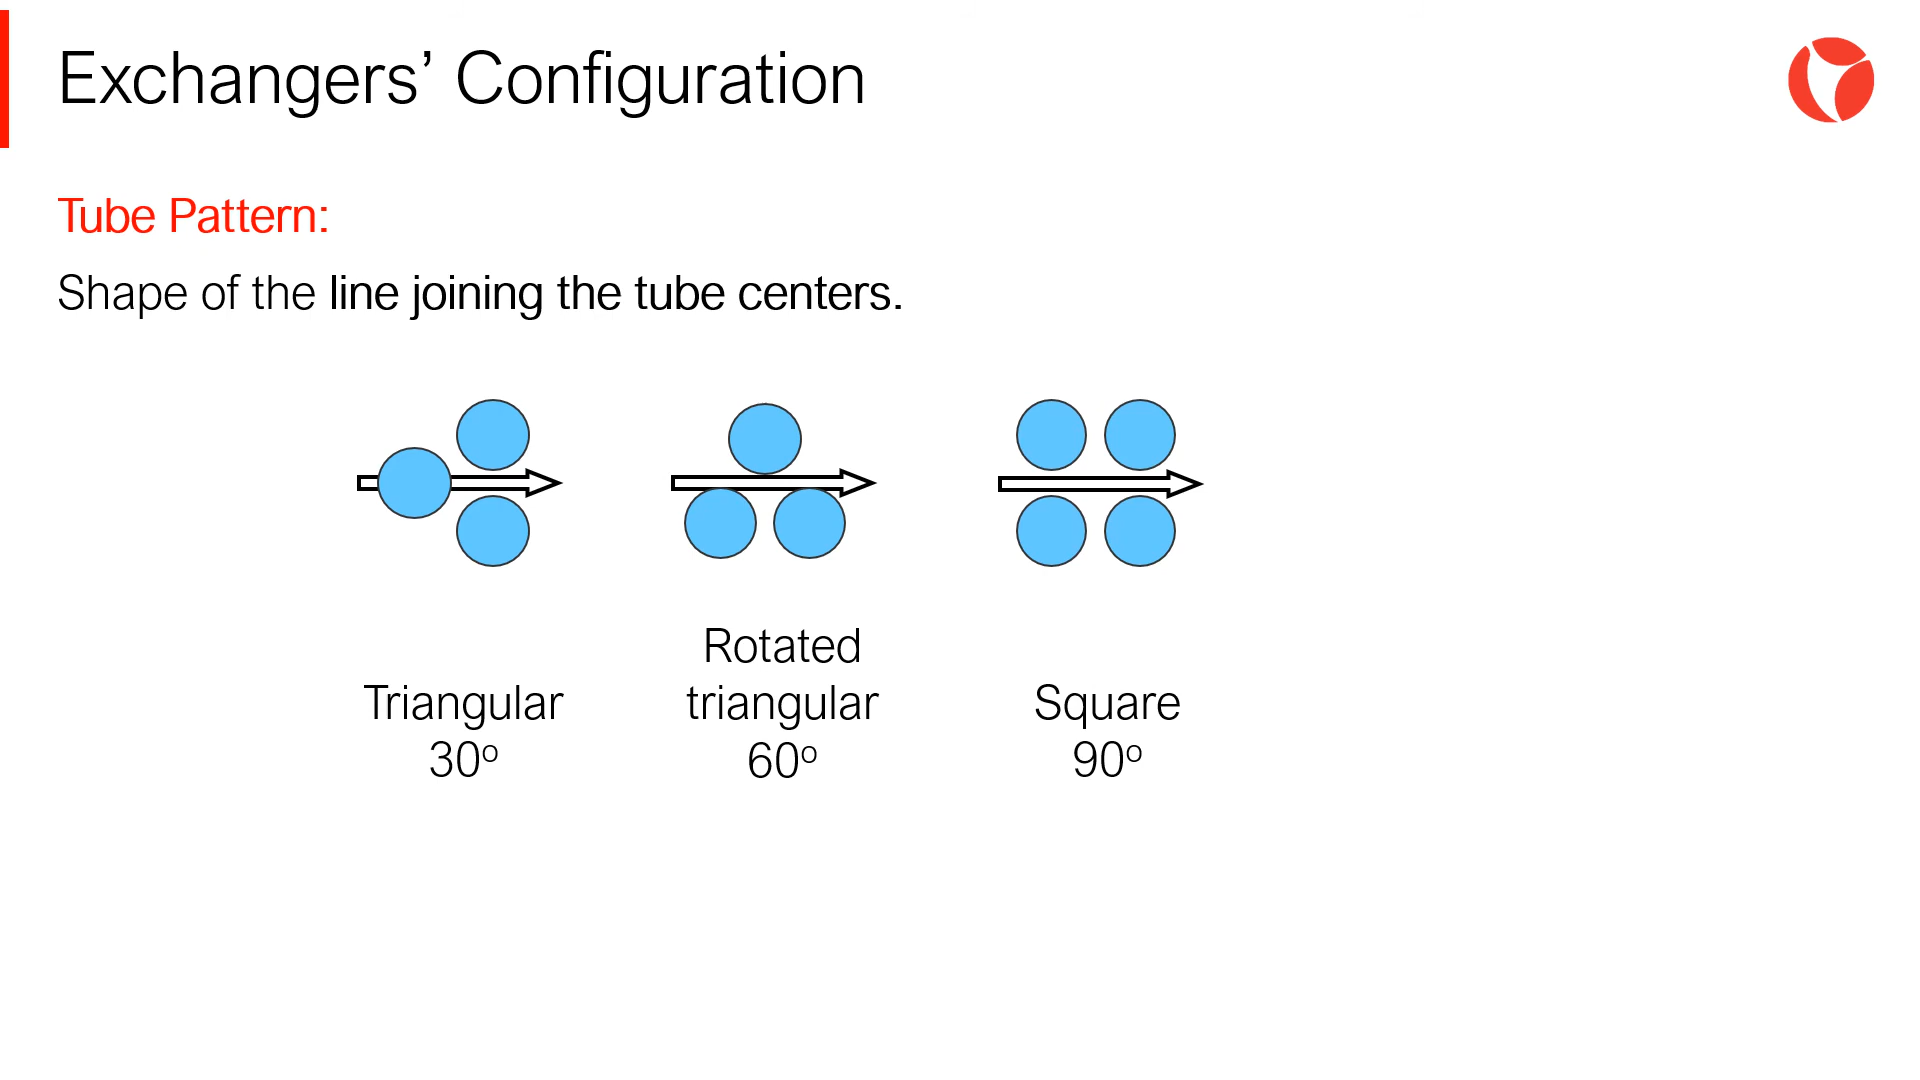 Exchangers’ Configuration
Tube Pattern:
Shape of the line joining the tube centers.
Triangular
30º
Rotated
triangular
60º
Square
90º